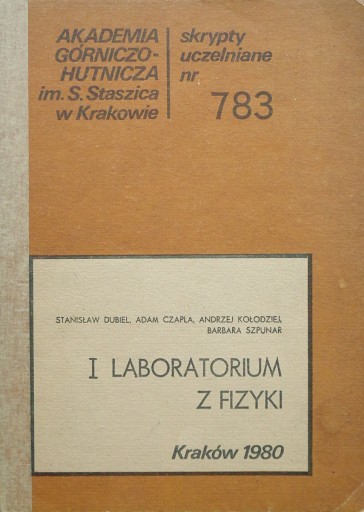 AKADEMIA
GÓRNICZO-
HUTNICZA
im. S. Staszica
w Krakowie
skrypty
uczelniane
nr
783
STANISŁAW DUBIEL, ADAM CZAPLA, ANDRZEJ KOŁODZIEJ,
BARBARA SZPUNAR
I LABORATORIUM
Z FIZYKI
Kraków 1980